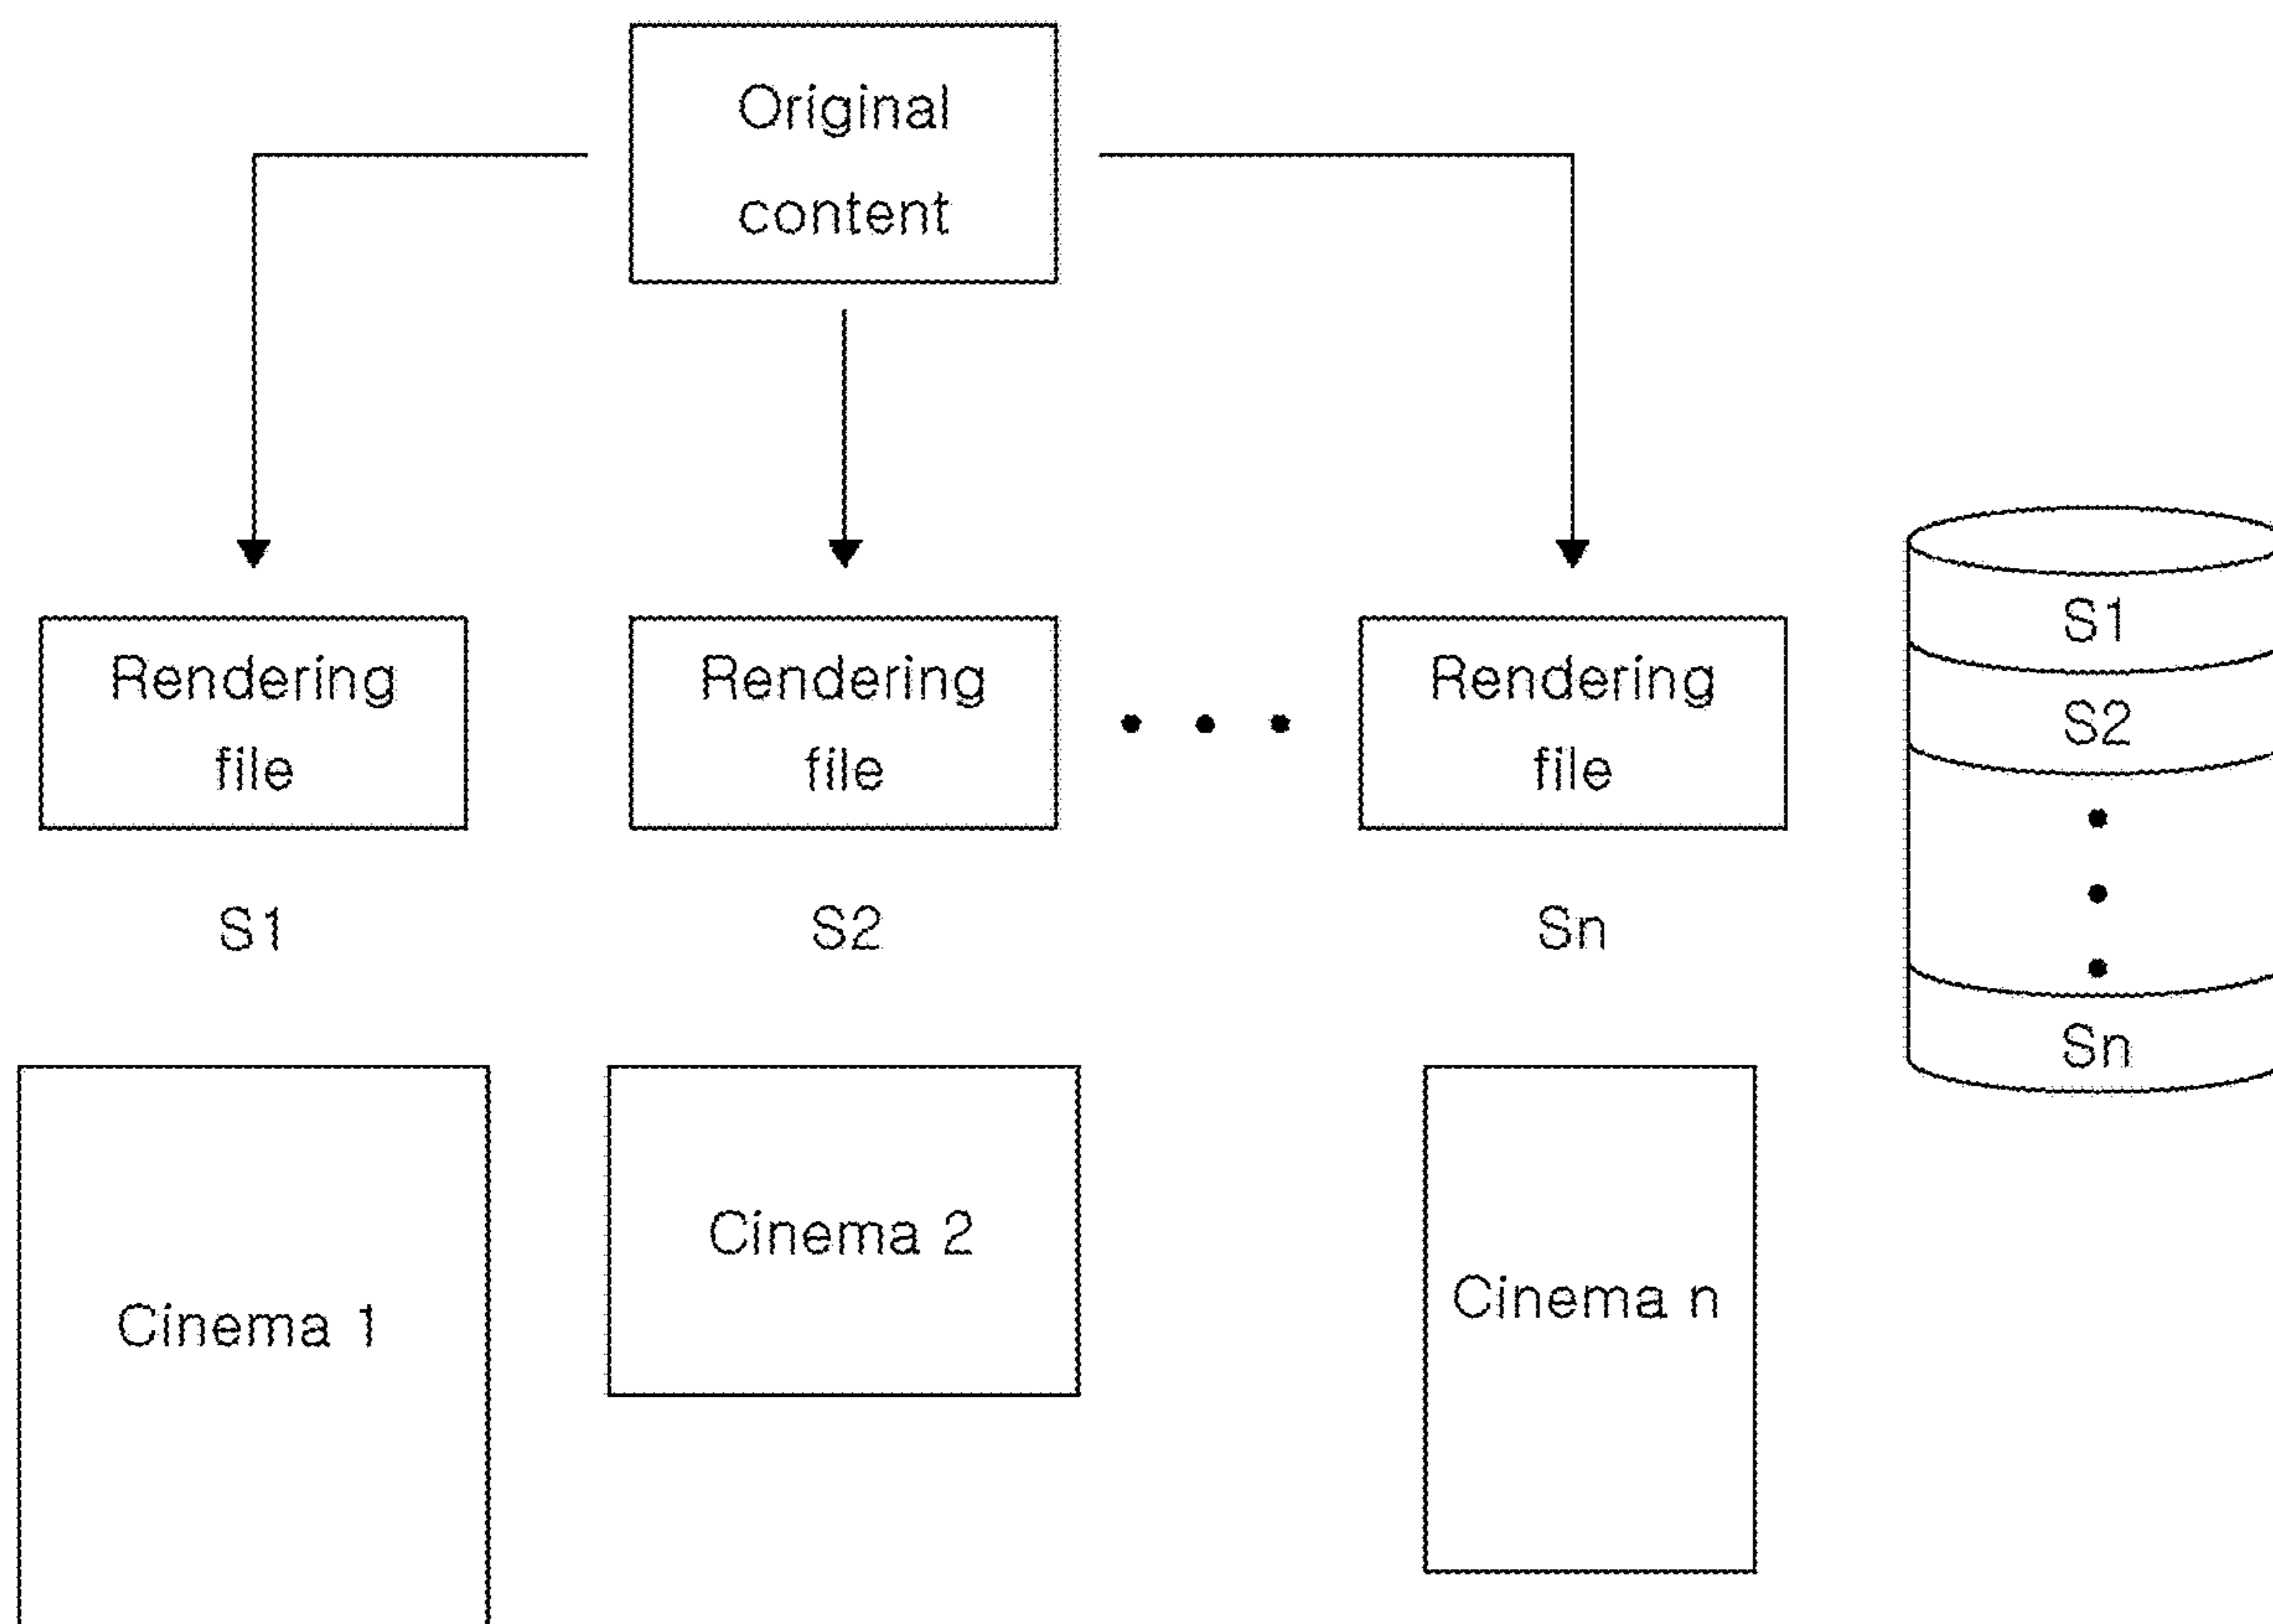 Original
content
Rendering
file
Rendering
file
Rendering
file
S1
S2
Sn
S1
S2
Sn
Cinema 1
Cinema 2
Cinema n